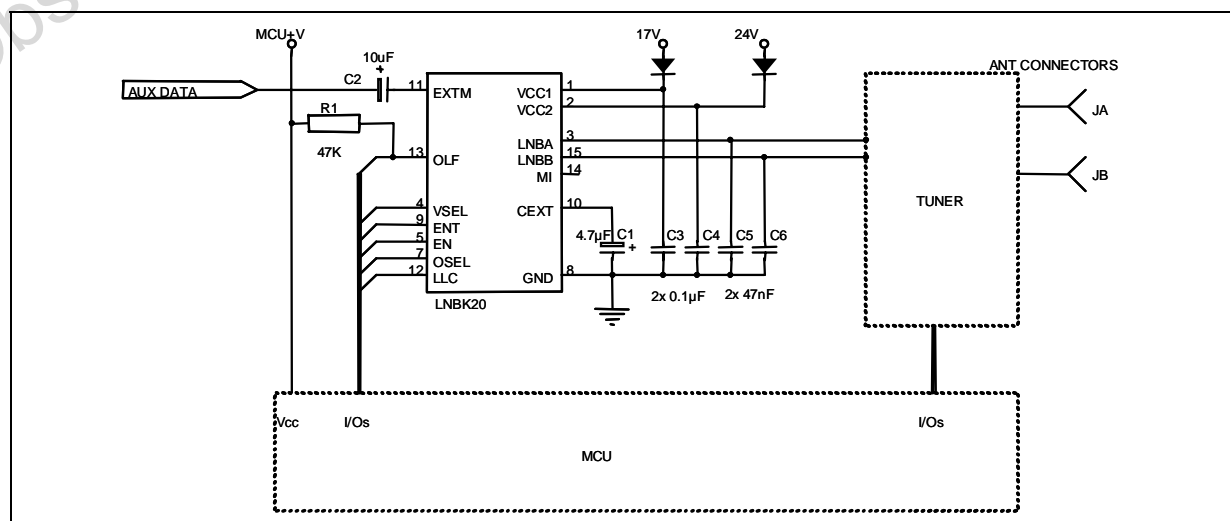 obs
MCU+V
17V
24V
10uF
+
C2
ANT CONNECTORS
AUX DATA
11
EXTM
VCC1
1
VCC2
2
JA
R1
47K
LNBA
3
13
OLF
LNBB
15
MI
14
JB
TUNER
4
VSEL
CEXT
10
9
ENT
4.7µF
C1
+
C3
C4
C5
C6
5
EN
7
OSEL
12
LLC
GND
8
LNBK20
2x 0.1µF
2x 47nF
Vcc
I/Os
I/Os
MCU